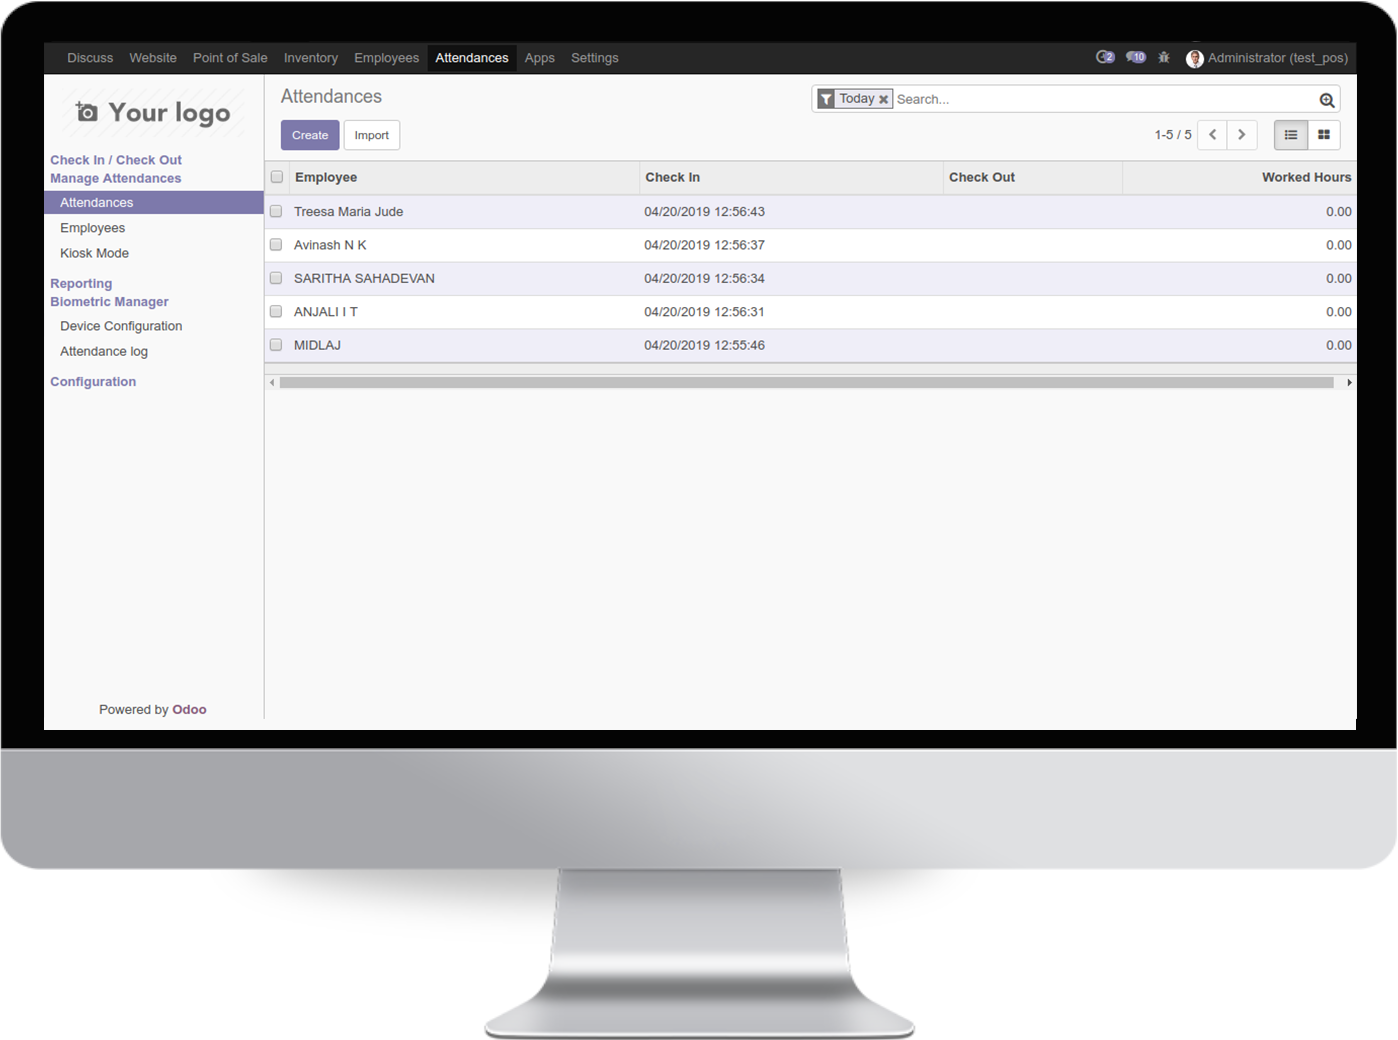 Discuss Website Point of Sale Inventory Employees Attendances Apps Settings 2 10 Administrator (test_pos)
Your logo
Check In / Check Out
Manage Attendances
Attendances
Employees
Kiosk Mode
Reporting
Biometric Manager
Device Configuration
Attendance log
Configuration
Powered by Odoo
Attendances
Today Search...
Create Import 1-5 / 5
Employee Check In Check Out Worked Hours
Treesa Maria Jude 04/20/2019 12:56:43 0.00
Avinash N K 04/20/2019 12:56:37 0.00
SARITHA SAHADEVAN 04/20/2019 12:56:34 0.00
ANJALI I T 04/20/2019 12:56:31 0.00
MIDLAJ 04/20/2019 12:55:46 0.00